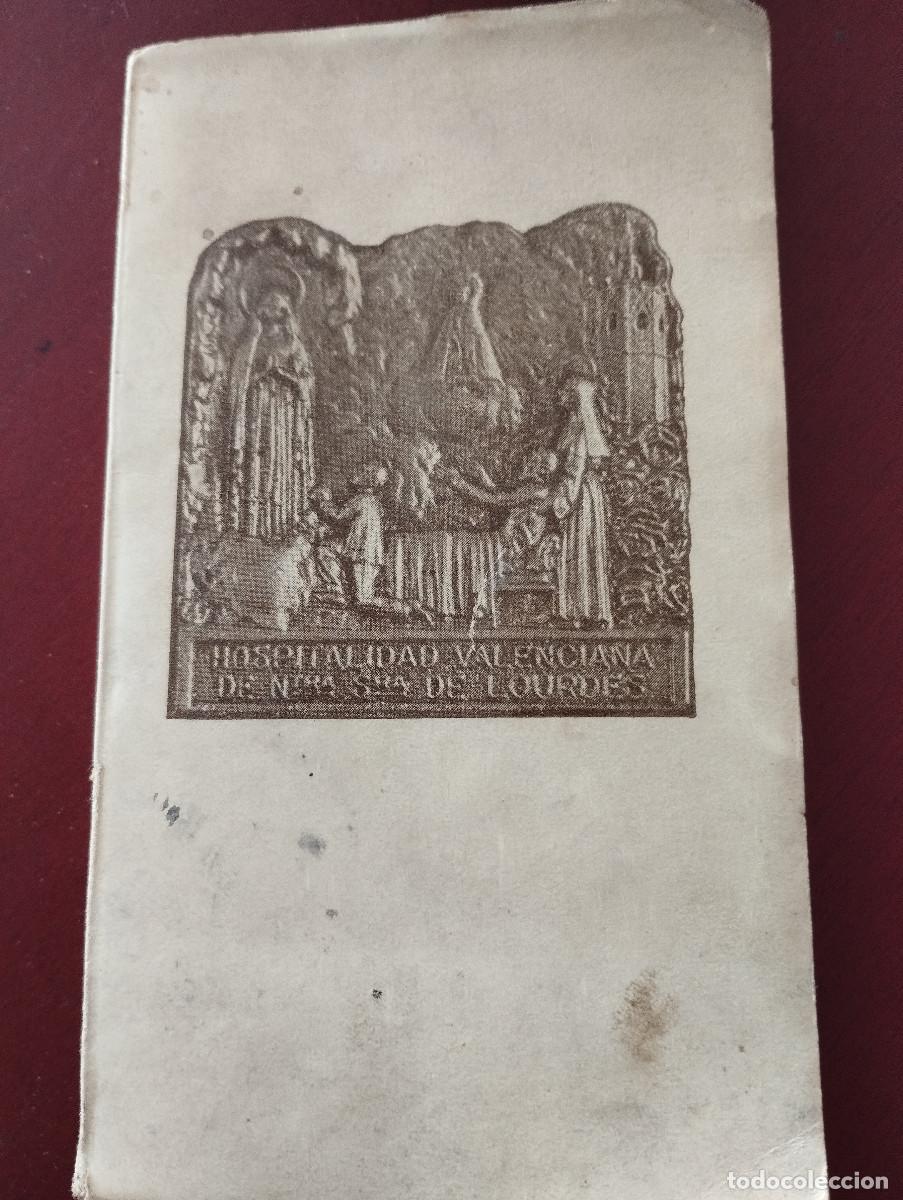 HOSPITALIDAD VALENCIANA
DE Nᵀᴿᴬ Sᴿᴬ DE LOURDES
todocoleccion